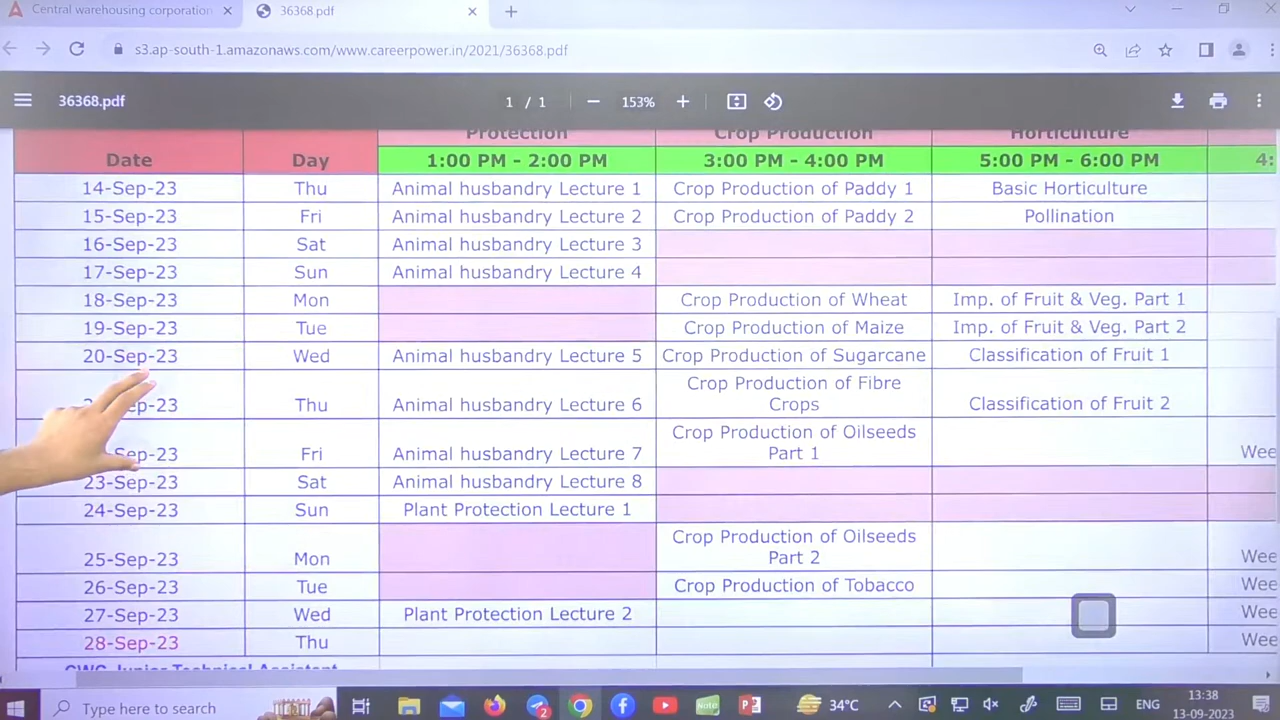 Central warehousing corporation
36368.pdf
s3.ap-south-1.amazonaws.com/www.careerpower.in/2021/36368.pdf
36368.pdf
1 / 1
153%
Protection Crop Production Horticulture
Date Day 1:00 PM - 2:00 PM 3:00 PM - 4:00 PM 5:00 PM - 6:00 PM 4:
14-Sep-23 Thu Animal husbandry Lecture 1 Crop Production of Paddy 1 Basic Horticulture
15-Sep-23 Fri Animal husbandry Lecture 2 Crop Production of Paddy 2 Pollination
16-Sep-23 Sat Animal husbandry Lecture 3
17-Sep-23 Sun Animal husbandry Lecture 4
18-Sep-23 Mon Crop Production of Wheat Imp. of Fruit & Veg. Part 1
19-Sep-23 Tue Crop Production of Maize Imp. of Fruit & Veg. Part 2
20-Sep-23 Wed Animal husbandry Lecture 5 Crop Production of Sugarcane Classification of Fruit 1
Crop Production of Fibre
ep-23 Thu Animal husbandry Lecture 6 Crops Classification of Fruit 2
Crop Production of Oilseeds
Sep-23 Fri Animal husbandry Lecture 7 Part 1 Wee
23-Sep-23 Sat Animal husbandry Lecture 8
24-Sep-23 Sun Plant Protection Lecture 1
Crop Production of Oilseeds
25-Sep-23 Mon Part 2 Wee
26-Sep-23 Tue Crop Production of Tobacco Wee
27-Sep-23 Wed Plant Protection Lecture 2 Wee
28-Sep-23 Thu Wee
CWC Junior Technical Assistant
Type here to search
Note
2
34°C
ENG
13:38
13-09-2023